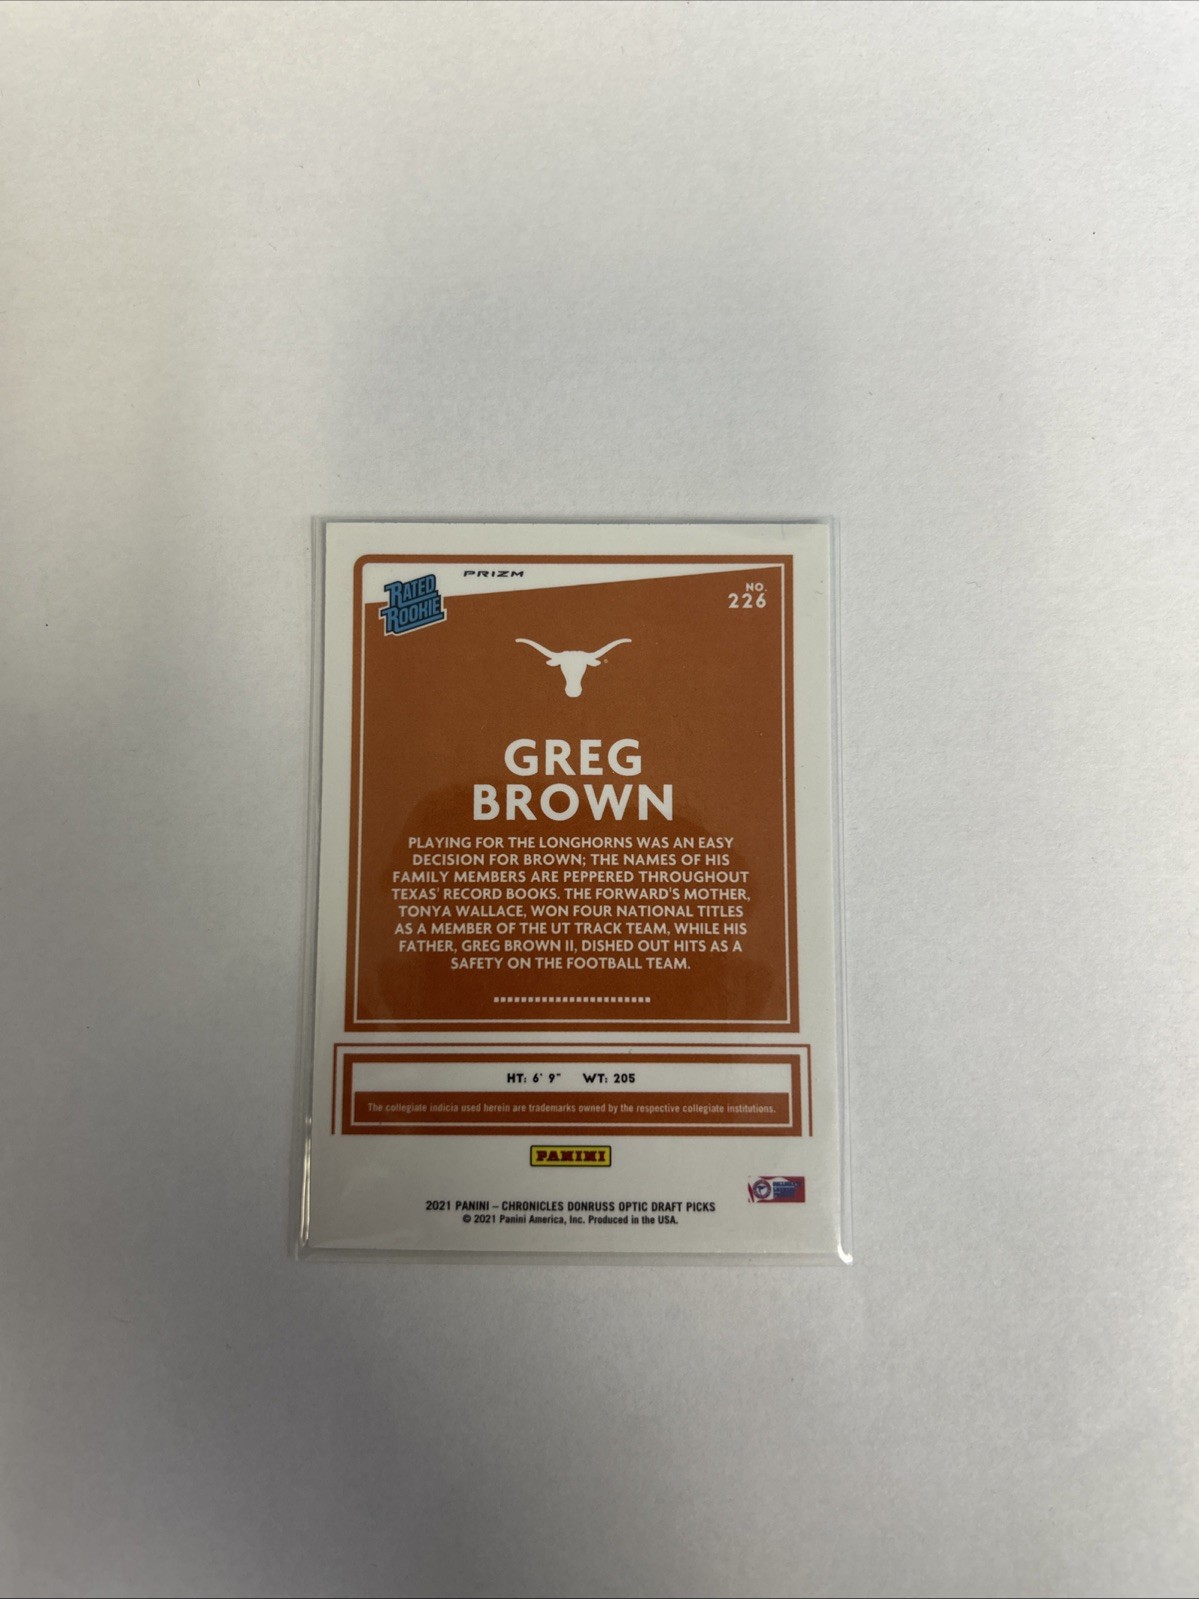 RATED ROOKIE
PRIZM
NO.
226
GREG
BROWN
PLAYING FOR THE LONGHORNS WAS AN EASY
DECISION FOR BROWN; THE NAMES OF HIS
FAMILY MEMBERS ARE PEPPERED THROUGHOUT
TEXAS' RECORD BOOKS. THE FORWARD'S MOTHER,
TONYA WALLACE, WON FOUR NATIONAL TITLES
AS A MEMBER OF THE UT TRACK TEAM, WHILE HIS
FATHER, GREG BROWN II, DISHED OUT HITS AS A
SAFETY ON THE FOOTBALL TEAM.
HT: 6' 9" WT: 205
The collegiate indicia used herein are trademarks owned by the respective collegiate institutions.
PANINI
2021 PANINI – CHRONICLES DONRUSS OPTIC DRAFT PICKS
© 2021 Panini America, Inc. Produced in the USA.